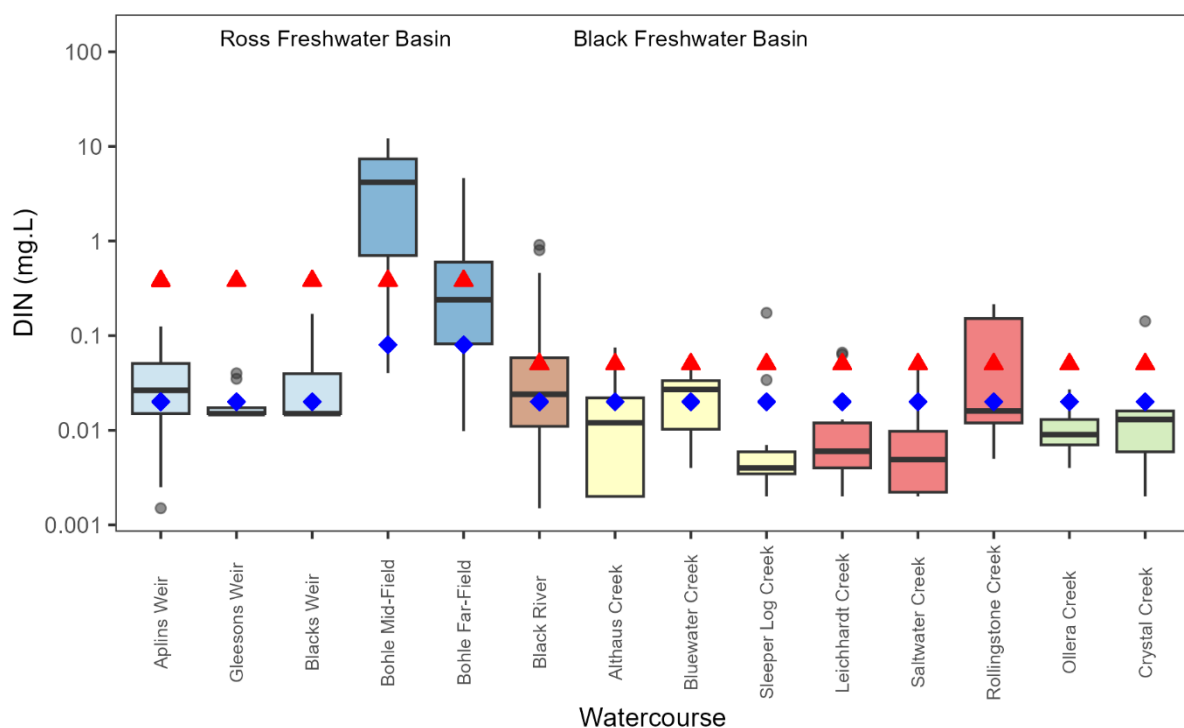 Ross Freshwater Basin
Black Freshwater Basin
DIN (mg.L)
100
10
1
0.1
0.01
0.001
Aplins Weir
Gleesons Weir
Blacks Weir
Bohle Mid-Field
Bohle Far-Field
Black River
Althaus Creek
Bluewater Creek
Sleeper Log Creek
Leichhardt Creek
Saltwater Creek
Rollingstone Creek
Ollera Creek
Crystal Creek
Watercourse